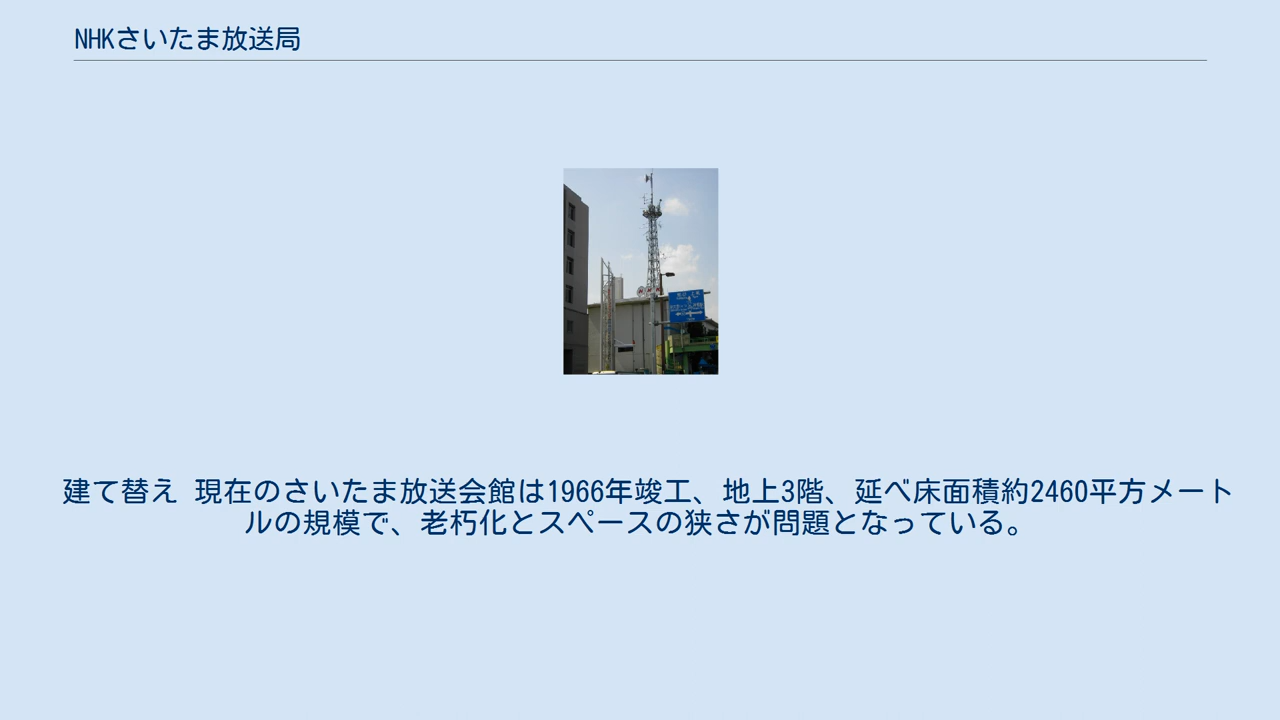 NHKさいたま放送局
建て替え 現在のさいたま放送会館は1966年竣工、地上3階、延べ床面積約2460平方メート
ルの規模で、老朽化とスペースの狭さが問題となっている。